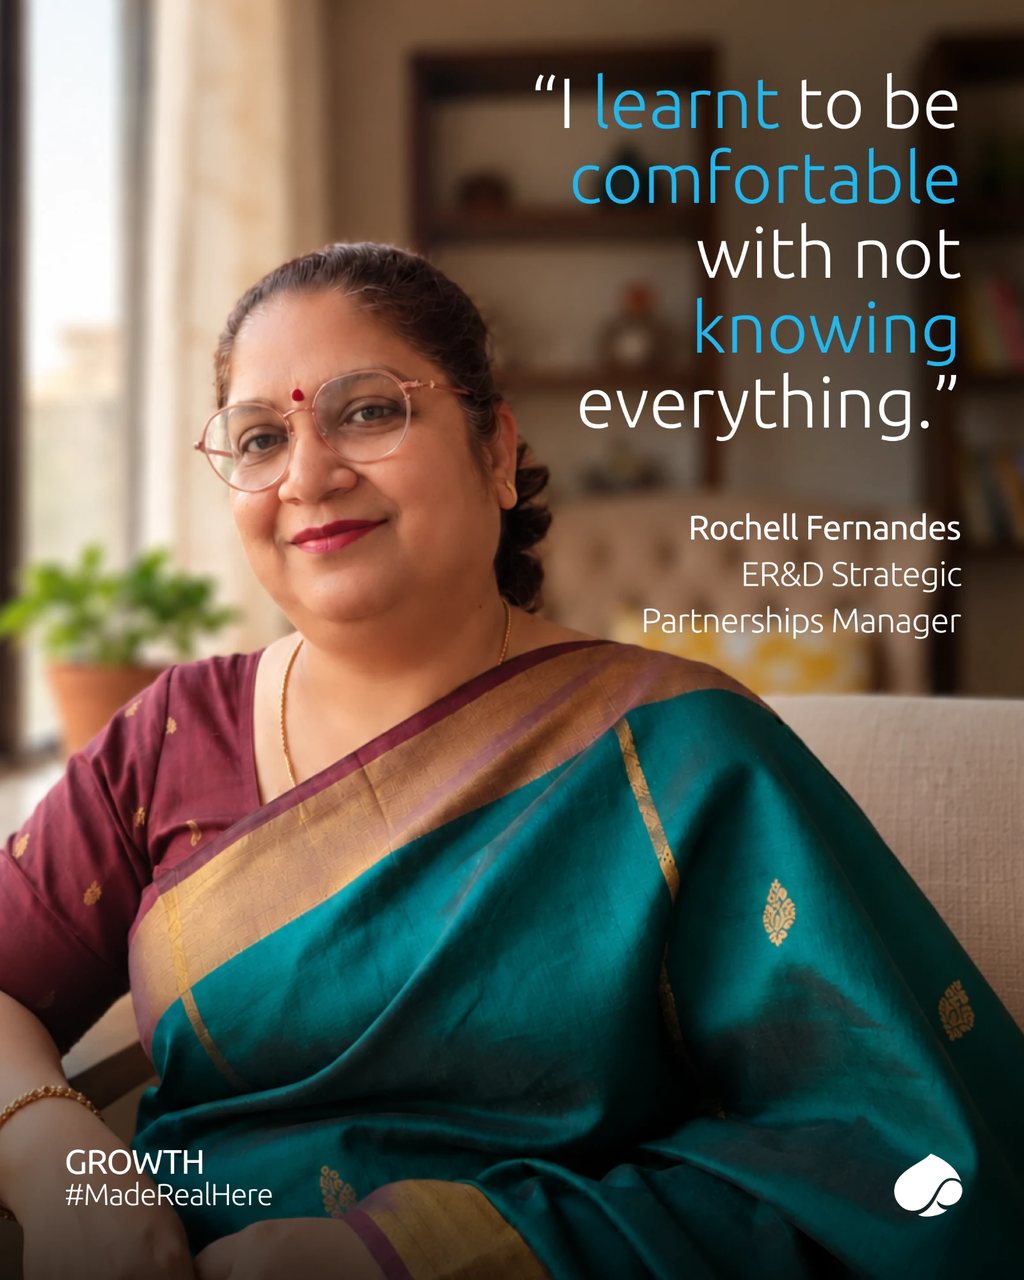 “I learnt to be
comfortable
with not
knowing
everything.”
Rochell Fernandes
ER&D Strategic
Partnerships Manager
GROWTH
#MadeRealHere